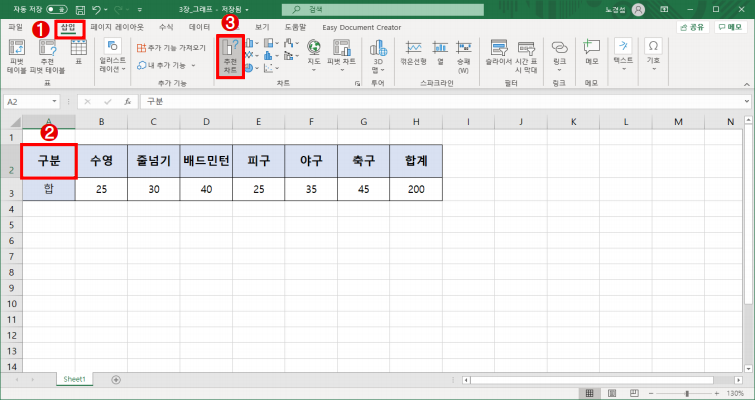 자동 저장 3장_그래프 - 저장됨 검색 노경섭
파일 삽입 페이지 레이아웃 수식 데이터 보기 도움말 Easy Document Creator 공유 메모
1 3
피벗 테이블 추천 피벗 테이블 표 일러스트레이션 추가 기능 가져오기 내 추가 기능 추천 차트 지도 피벗 차트 3D 맵 꺾은선형 열 승패 (W) 슬라이서 시간 표시 막대 링크 메모 텍스트 기호
표 추가 기능 차트 투어 스파크라인 필터 링크 메모
A2 fx 구분
A B C D E F G H I J K L M N
1
2
2 구분 수영 줄넘기 배드민턴 피구 야구 축구 합계
3 합 25 30 40 25 35 45 200
4
5
6
7
8
9
10
11
12
13
14
Sheet1
130%